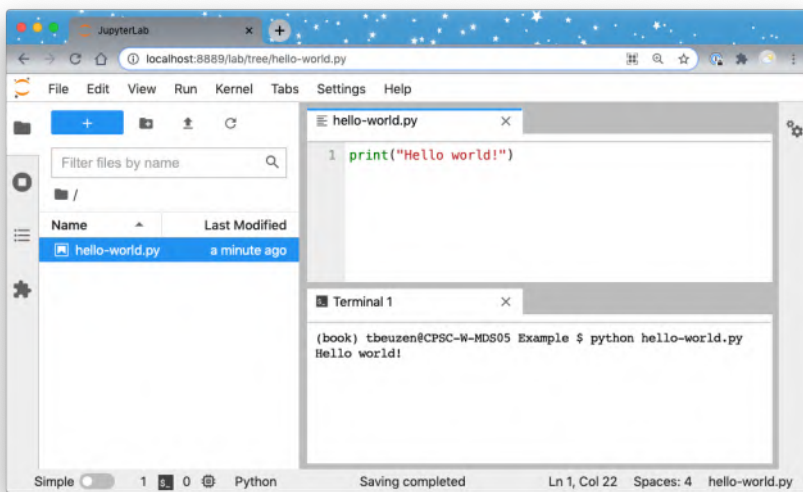 JupyterLab
localhost:8889/lab/tree/hello-world.py
File Edit View Run Kernel Tabs Settings Help
Filter files by name
/
Name Last Modified
hello-world.py a minute ago
hello-world.py
1 print("Hello world!")
Terminal 1
(book) tbeuzen@CPSC-W-MDS05 Example $ python hello-world.py
Hello world!
Simple 1 0 Python Saving completed Ln 1, Col 22 Spaces: 4 hello-world.py